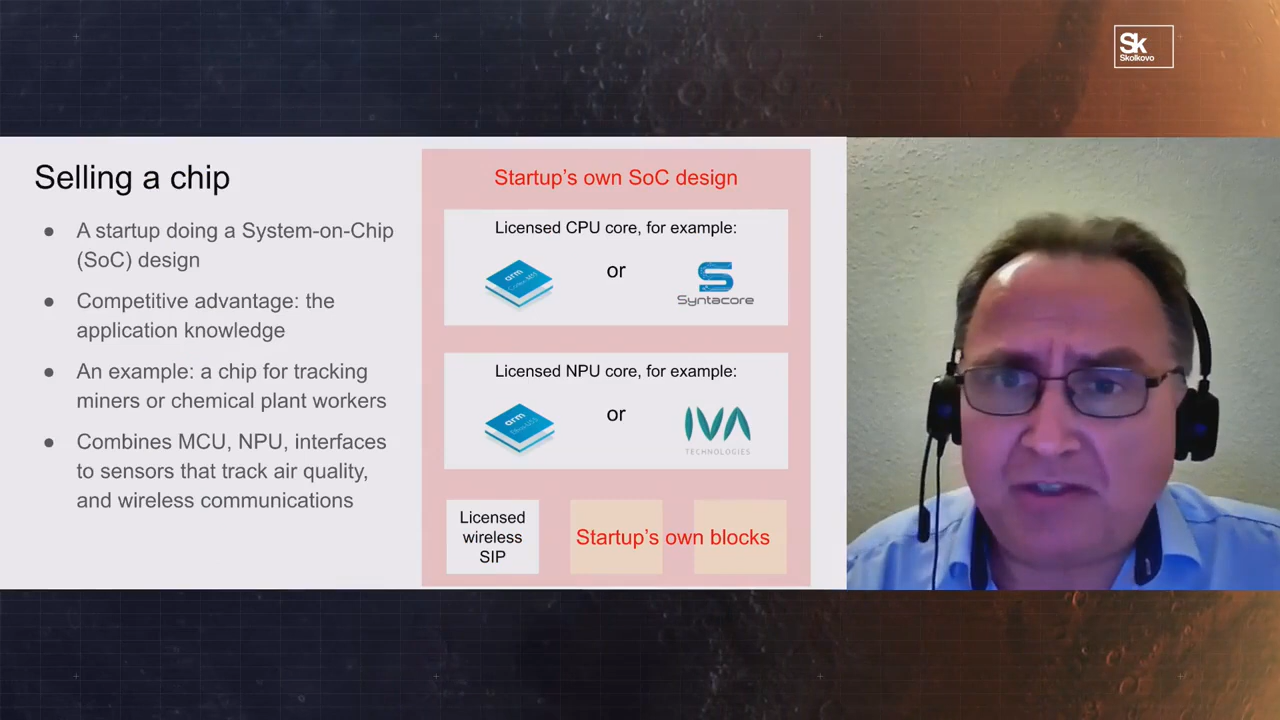 Sk
Skolkovo
Selling a chip
● A startup doing a System-on-Chip
(SoC) design
● Competitive advantage: the
application knowledge
● An example: a chip for tracking
miners or chemical plant workers
● Combines MCU, NPU, interfaces
to sensors that track air quality,
and wireless communications
Startup's own SoC design
Licensed CPU core, for example:
arm
or
S
Syntacore
Licensed NPU core, for example:
arm
or
IVA
TECHNOLOGIES
Licensed
wireless
SIP
Startup's own blocks